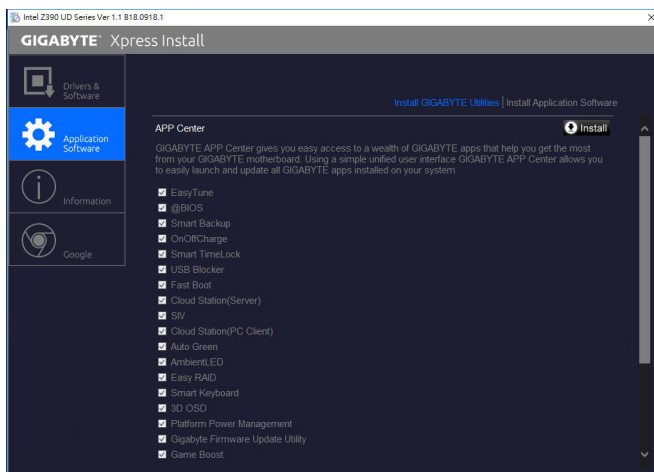 Intel Z390 UD Series Ver 1.1 B18.0918.1
GIGABYTE™ Xpress Install
Drivers &
Software
Application
Software
Information
Google
Install GIGABYTE Utilities | Install Application Software
APP Center
Install
GIGABYTE APP Center gives you easy access to a wealth of GIGABYTE apps that help you get the most
from your GIGABYTE motherboard. Using a simple unified user interface GIGABYTE APP Center allows you
to easily launch and update all GIGABYTE apps installed on your system.
EasyTune
@BIOS
Smart Backup
OnOffCharge
Smart TimeLock
USB Blocker
Fast Boot
Cloud Station(Server)
SIV
Cloud Station(PC Client)
Auto Green
AmbientLED
Easy RAID
Smart Keyboard
3D OSD
Platform Power Management
Gigabyte Firmware Update Utility
Game Boost